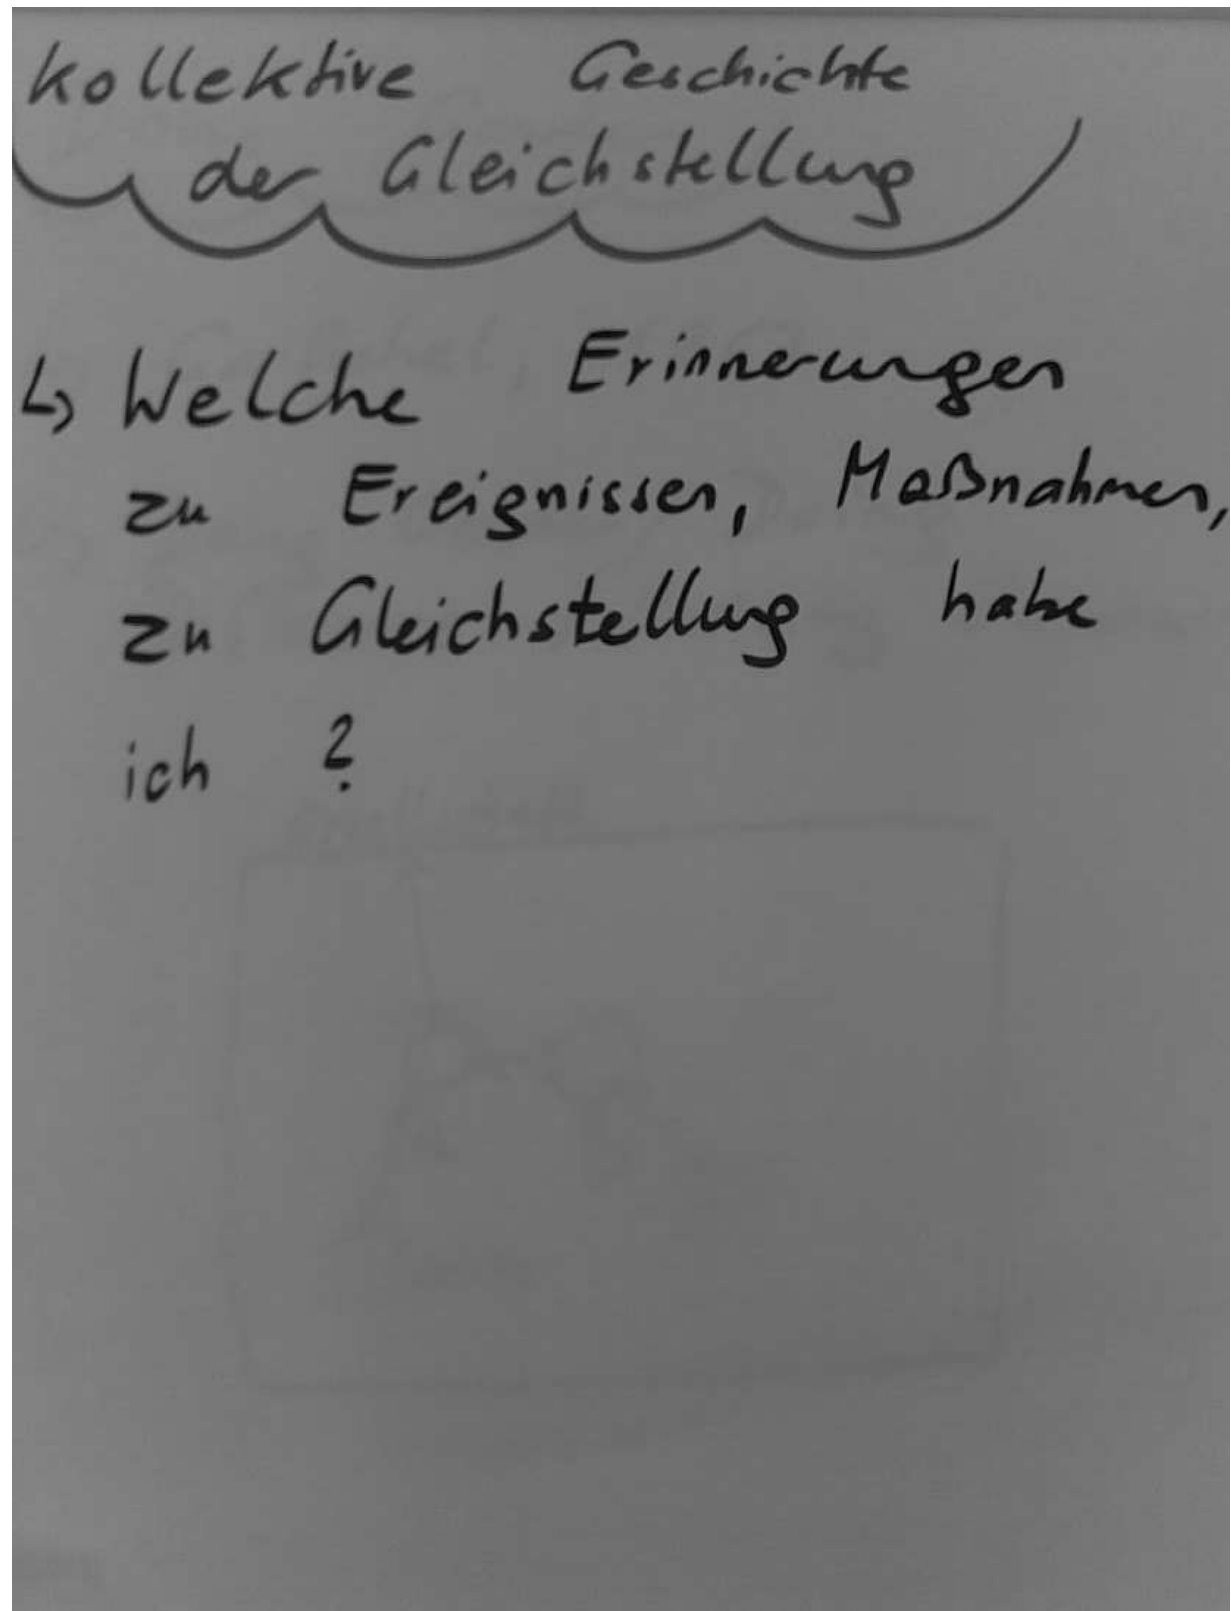 kollektive Geschichte
der Gleichstellung
↳ Welche Erinnerungen
zu Ereignissen, Maßnahmen,
zu Gleichstellung habe
ich ?